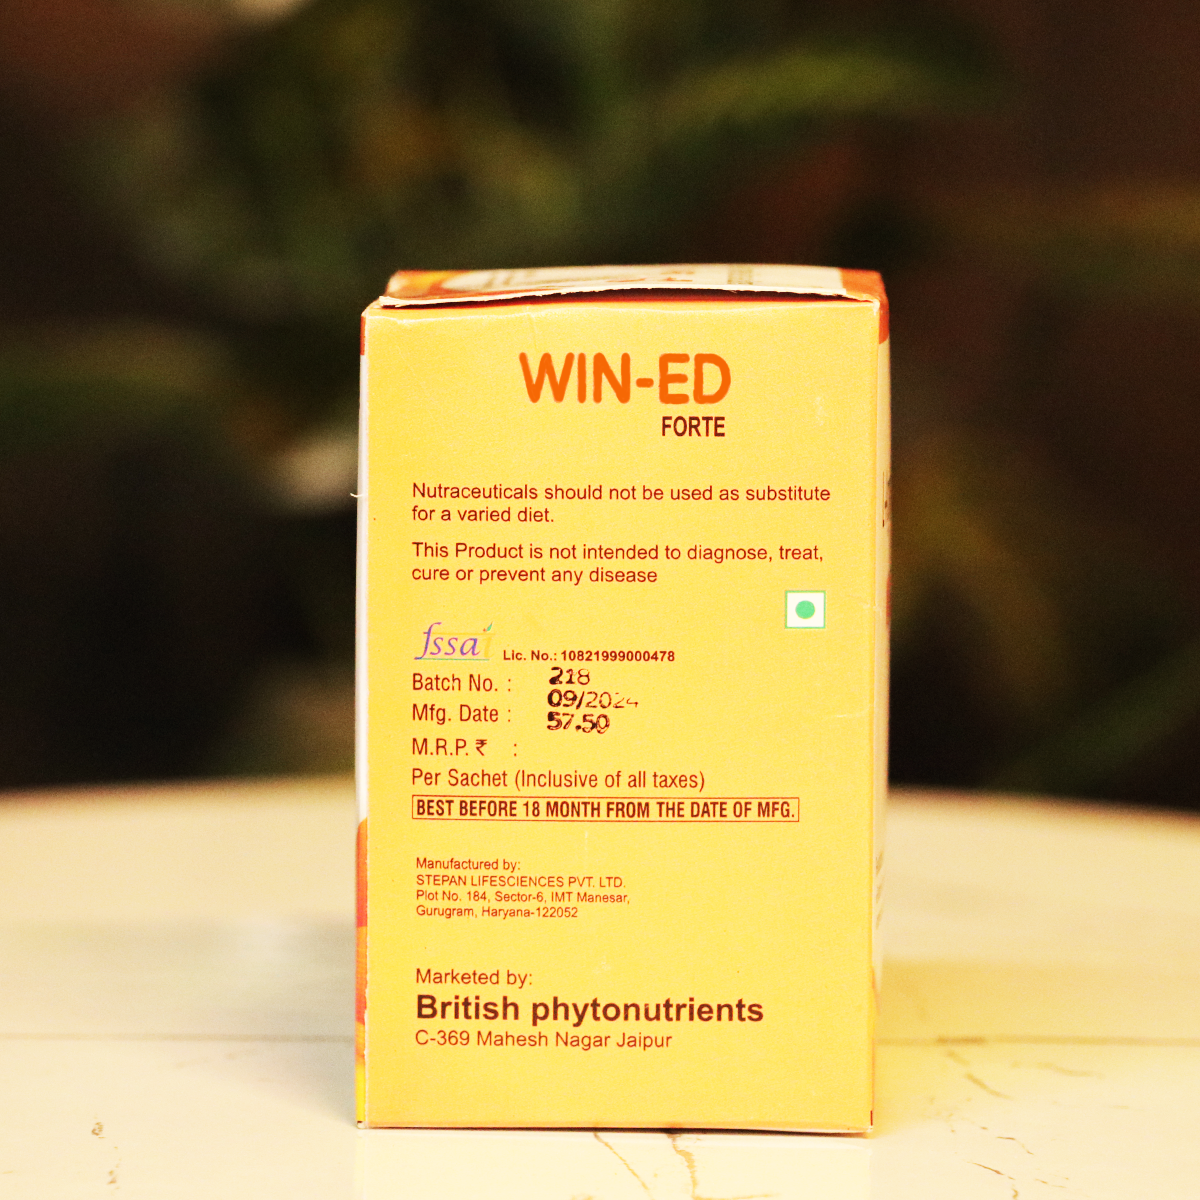 WIN-ED
FORTE
Nutraceuticals should not be used as substitute
for a varied diet.
This Product is not intended to diagnose, treat,
cure or prevent any disease
fssai Lic. No.: 10821999000478
Batch No. : 218
Mfg. Date : 09/2024
57.50
M.R.P. ₹ :
Per Sachet (Inclusive of all taxes)
BEST BEFORE 18 MONTH FROM THE DATE OF MFG.
Manufactured by:
STEPAN LIFESCIENCES PVT. LTD.
Plot No. 184, Sector-6, IMT Manesar,
Gurugram, Haryana-122052
Marketed by:
British phytonutrients
C-369 Mahesh Nagar Jaipur